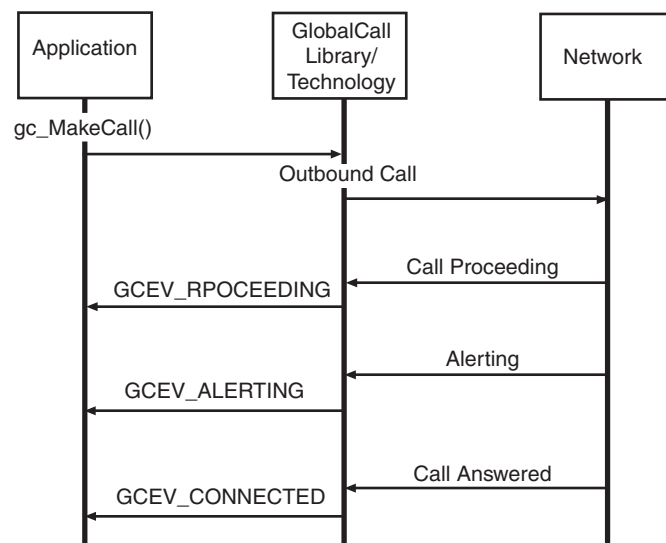 Application
GlobalCall
Library/
Technology
Network
gc_MakeCall()
Outbound Call
Call Proceeding
GCEV_RPOCEEDING
Alerting
GCEV_ALERTING
Call Answered
GCEV_CONNECTED